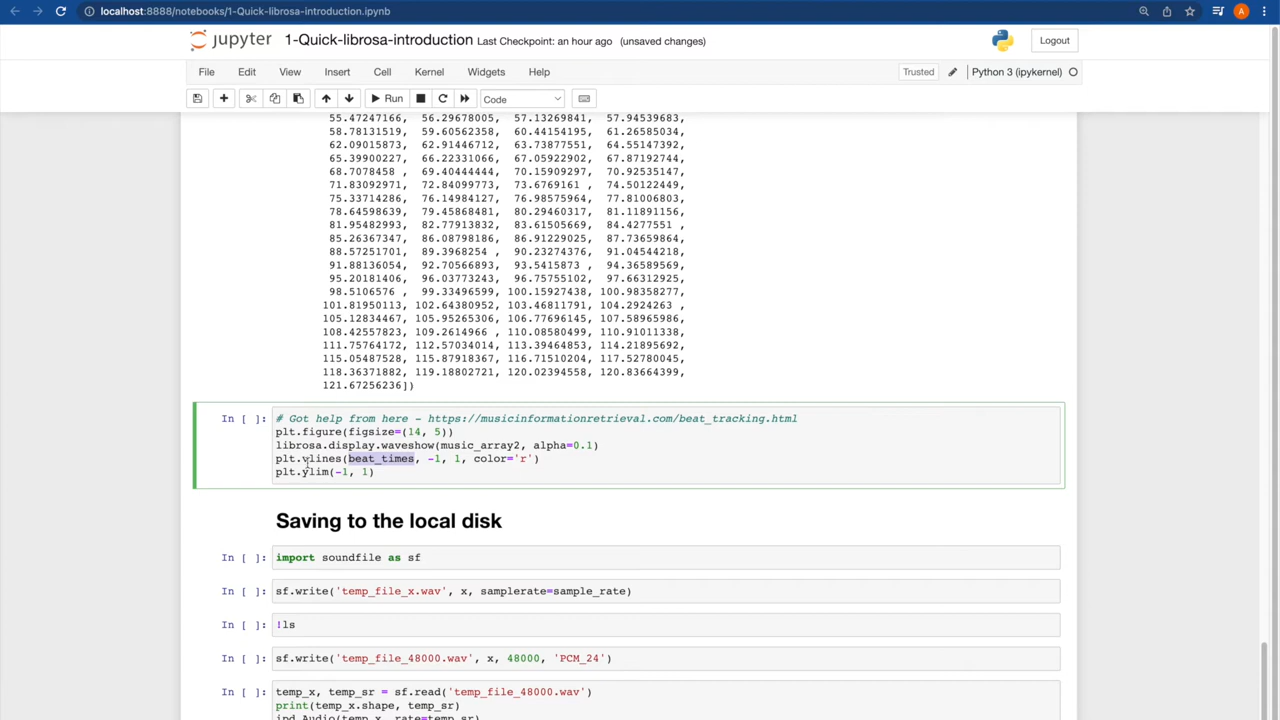 localhost:8888/notebooks/1-Quick-librosa-introduction.ipynb
A
jupyter 1-Quick-librosa-introduction Last Checkpoint: an hour ago (unsaved changes)
Logout
File Edit View Insert Cell Kernel Widgets Help
Trusted Python 3 (ipykernel)
Run Code
55.47247166, 56.29678005, 57.13269841, 57.94539683,
58.78131519, 59.60562358, 60.44154195, 61.26585034,
62.09015873, 62.91446712, 63.73877551, 64.55147392,
65.39900227, 66.22331066, 67.05922902, 67.87192744,
68.7078458 , 69.40444444, 70.15909297, 70.92535147,
71.83092971, 72.84099773, 73.6769161 , 74.50122449,
75.33714286, 76.14984127, 76.98575964, 77.81006803,
78.64598639, 79.45868481, 80.29460317, 81.11891156,
81.95482993, 82.77913832, 83.61505669, 84.4277551 ,
85.26367347, 86.08798186, 86.91229025, 87.73659864,
88.57251701, 89.3968254 , 90.23274376, 91.04544218,
91.88136054, 92.70566893, 93.5415873 , 94.36589569,
95.20181406, 96.03773243, 96.75755102, 97.66312925,
98.5106576 , 99.33496599, 100.15927438, 100.98358277,
101.81950113, 102.64380952, 103.46811791, 104.2924263 ,
105.12834467, 105.95265306, 106.77696145, 107.58965986,
108.42557823, 109.2614966 , 110.08580499, 110.91011338,
111.75764172, 112.57034014, 113.39464853, 114.21895692,
115.05487528, 115.87918367, 116.71510204, 117.52780045,
118.36371882, 119.18802721, 120.02394558, 120.83664399,
121.67256236])
In [ ]: # Got help from here - https://musicinformationretrieval.com/beat_tracking.html
plt.figure(figsize=(14, 5))
librosa.display.waveshow(music_array2, alpha=0.1)
plt.vlines(beat_times, -1, 1, color='r')
plt.ylim(-1, 1)
Saving to the local disk
In [ ]: import soundfile as sf
In [ ]: sf.write('temp_file_x.wav', x, samplerate=sample_rate)
In [ ]: !ls
In [ ]: sf.write('temp_file_48000.wav', x, 48000, 'PCM_24')
In [ ]: temp_x, temp_sr = sf.read('temp_file_48000.wav')
print(temp_x.shape, temp_sr)
ipd.Audio(temp_x, rate=temp_sr)